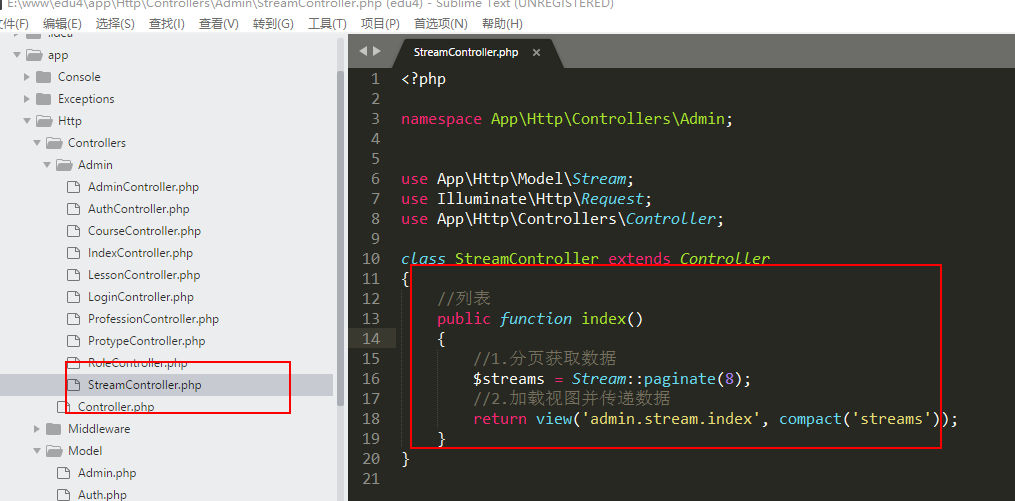 E:\www\edu4\app\Http\Controllers\Admin\StreamController.php (edu4) - Sublime Text (UNREGISTERED)
文件(F) 编辑(E) 选择(S) 查找(I) 查看(V) 转到(G) 工具(T) 项目(P) 首选项(N) 帮助(H)
.idea
app
Console
Exceptions
Http
Controllers
Admin
AdminController.php
AuthController.php
CourseController.php
IndexController.php
LessonController.php
LoginController.php
ProfessionController.php
ProtypeController.php
RoleController.php
StreamController.php
Controller.php
Middleware
Model
Admin.php
Auth.php
StreamController.php ×
1 <?php
2
3 namespace App\Http\Controllers\Admin;
4
5
6 use App\Http\Model\Stream;
7 use Illuminate\Http\Request;
8 use App\Http\Controllers\Controller;
9
10 class StreamController extends Controller
11 {
12 //列表
13 public function index()
14 {
15 //1.分页获取数据
16 $streams = Stream::paginate(8);
17 //2.加载视图并传递数据
18 return view('admin.stream.index', compact('streams'));
19 }
20 }
21